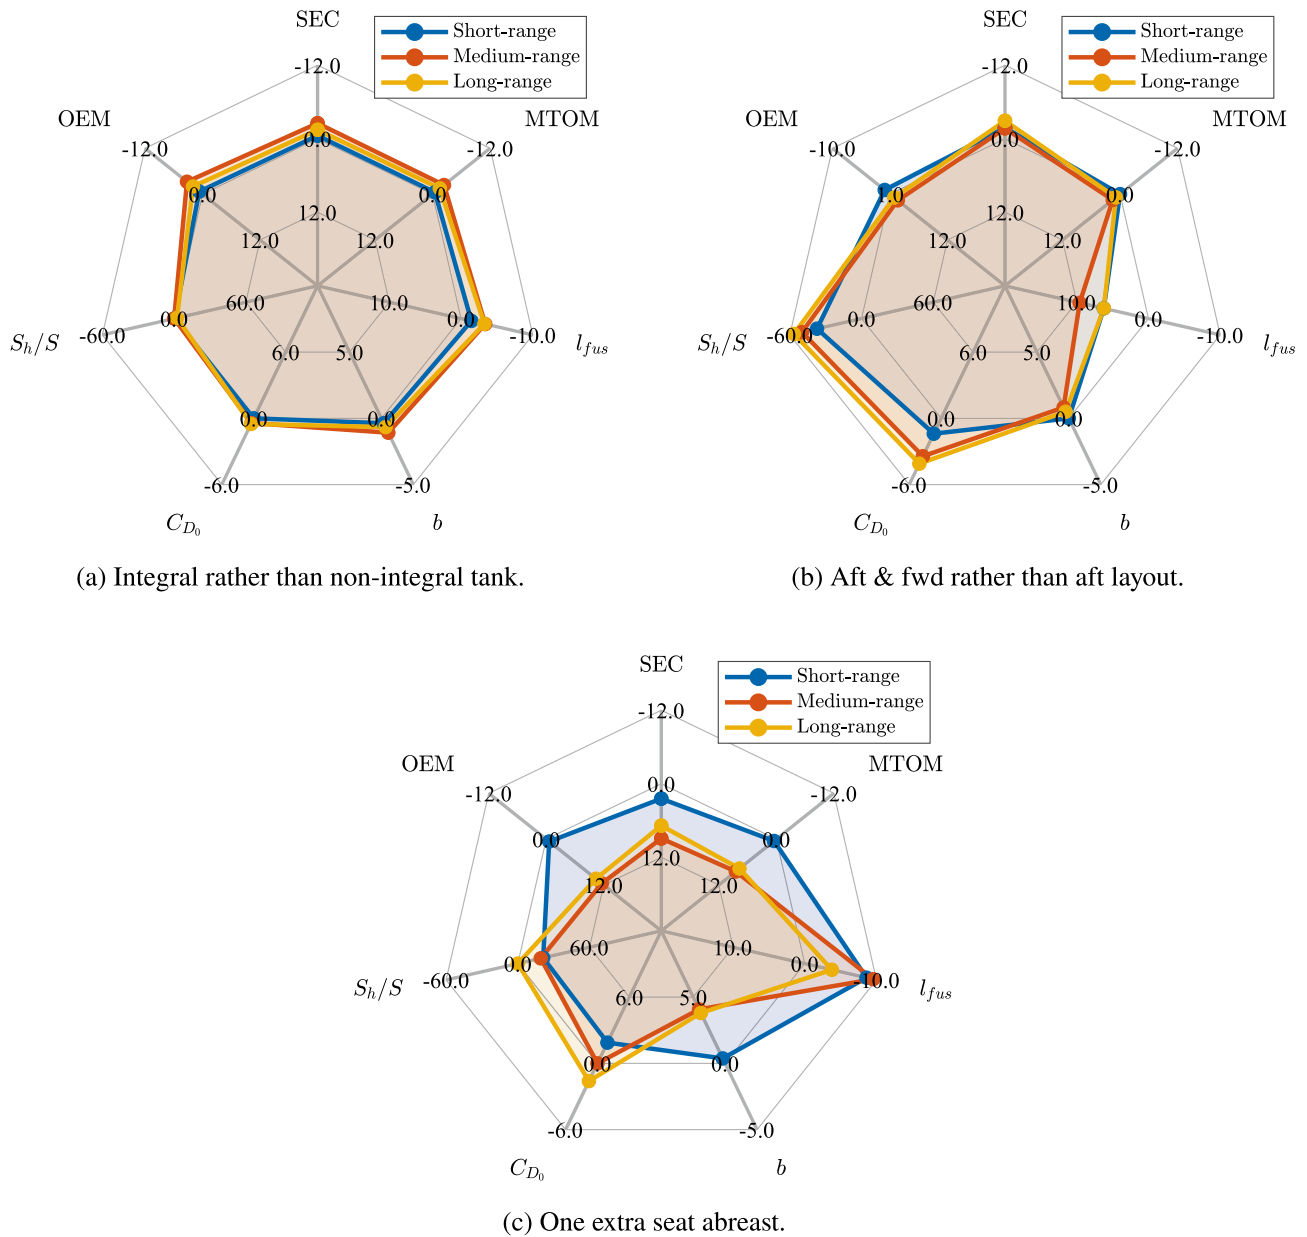 SEC
Short-range
Medium-range
Long-range
-12.0
OEM
MTOM
-12.0
-12.0
0.0
0.0
0.0
12.0
12.0
12.0
60.0
10.0
S_h/S
-60.0
0.0
0.0
-10.0
l_fus
6.0
5.0
0.0
0.0
-6.0
-5.0
C_D₀
b
(a) Integral rather than non-integral tank.
SEC
Short-range
Medium-range
Long-range
-12.0
OEM
MTOM
-10.0
-12.0
0.0
1.0
0.0
12.0
12.0
12.0
60.0
10.0
S_h/S
-60.0
0.0
0.0
-10.0
l_fus
6.0
5.0
0.0
0.0
-6.0
-5.0
C_D₀
b
(b) Aft & fwd rather than aft layout.
SEC
Short-range
Medium-range
Long-range
-12.0
OEM
MTOM
-12.0
-12.0
0.0
0.0
0.0
12.0
12.0
12.0
60.0
10.0
S_h/S
-60.0
0.0
0.0
-10.0
l_fus
6.0
5.0
0.0
0.0
-6.0
-5.0
C_D₀
b
(c) One extra seat abreast.